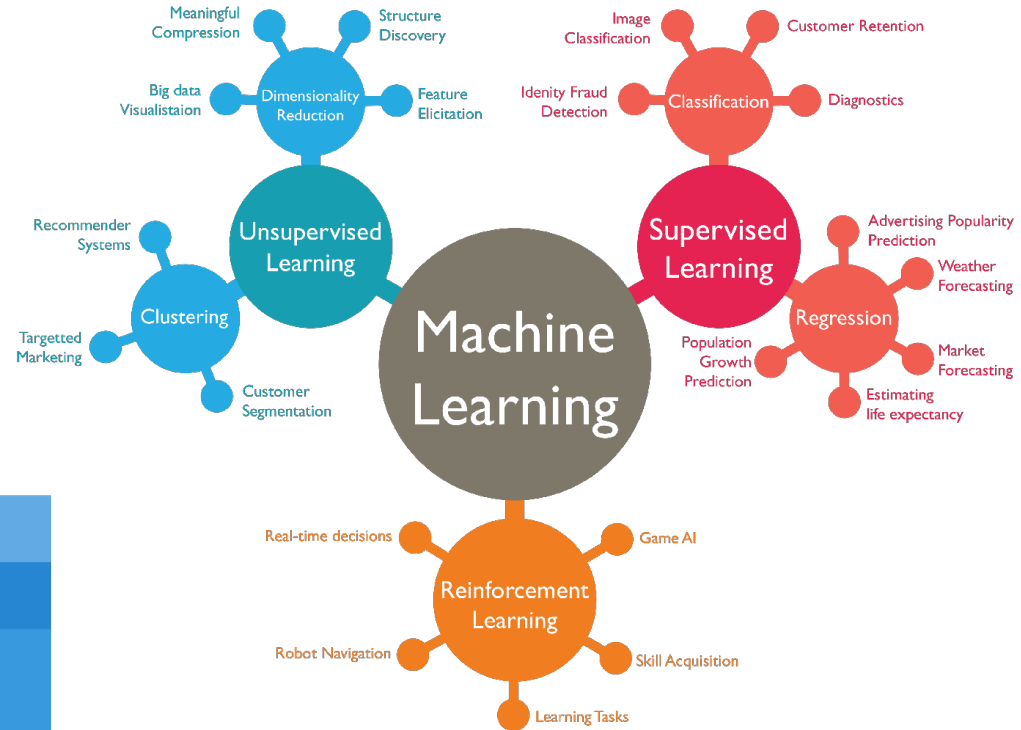 Meaningful
Compression
Structure
Discovery
Big data
Visualistaion
Dimensionality
Reduction
Feature
Elicitation
Image
Classification
Customer Retention
Idenity Fraud
Detection
Classification
Diagnostics
Recommender
Systems
Unsupervised
Learning
Clustering
Targetted
Marketing
Customer
Segmentation
Machine
Learning
Supervised
Learning
Advertising Popularity
Prediction
Weather
Forecasting
Regression
Population
Growth
Prediction
Market
Forecasting
Estimating
life expectancy
Real-time decisions
Game AI
Reinforcement
Learning
Robot Navigation
Skill Acquisition
Learning Tasks